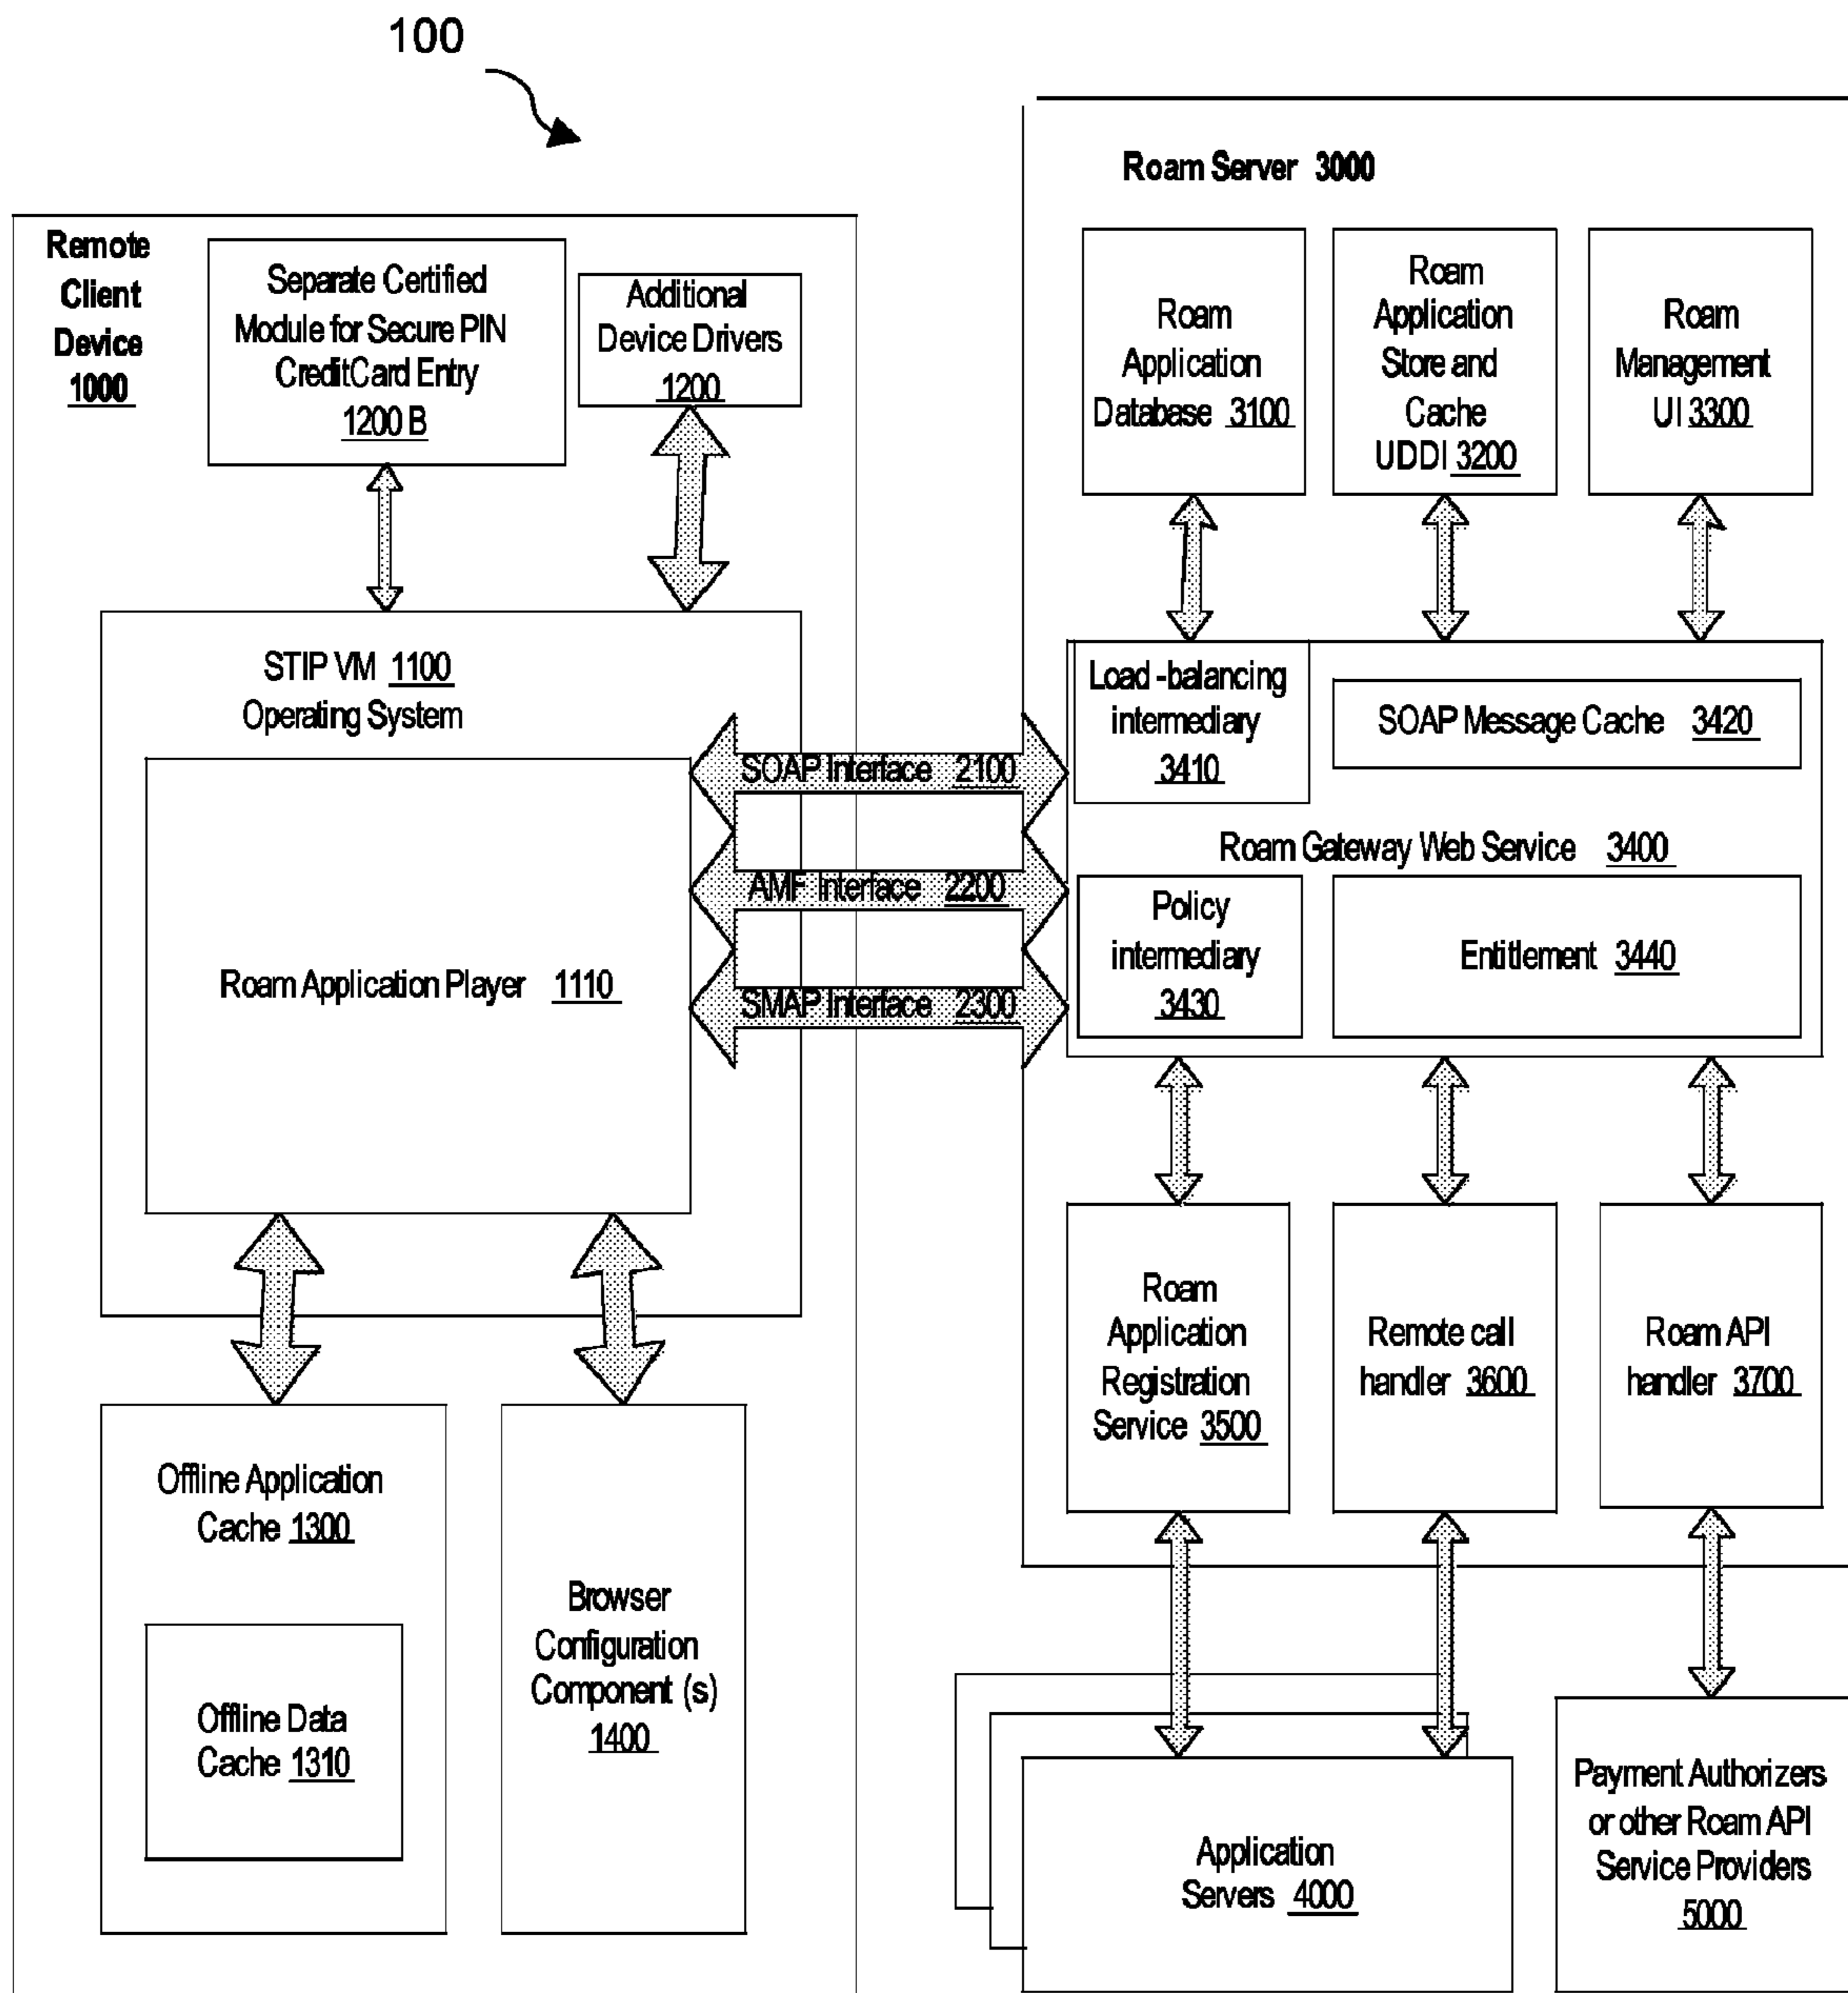 100
Remote
Client
Device
1000
Separate Certified
Module for Secure PIN
CreditCard Entry
1200 B
Additional
Device Drivers
1200
STIP VM 1100
Operating System
Roam Application Player 1110
Offline Application
Cache 1300
Offline Data
Cache 1310
Browser
Configuration
Component (s)
1400
SOAP Interface 2100
AMF Interface 2200
SMAP Interface 2300
Roam Server 3000
Roam
Application
Database 3100
Roam
Application
Store and
Cache
UDDI 3200
Roam
Management
UI 3300
Load -balancing
intermediary
3410
SOAP Message Cache 3420
Roam Gateway Web Service 3400
Policy
intermediary
3430
Entitlement 3440
Roam
Application
Registration
Service 3500
Remote call
handler 3600
Roam API
handler 3700
Application
Servers 4000
Payment Authorizers
or other Roam API
Service Providers
5000